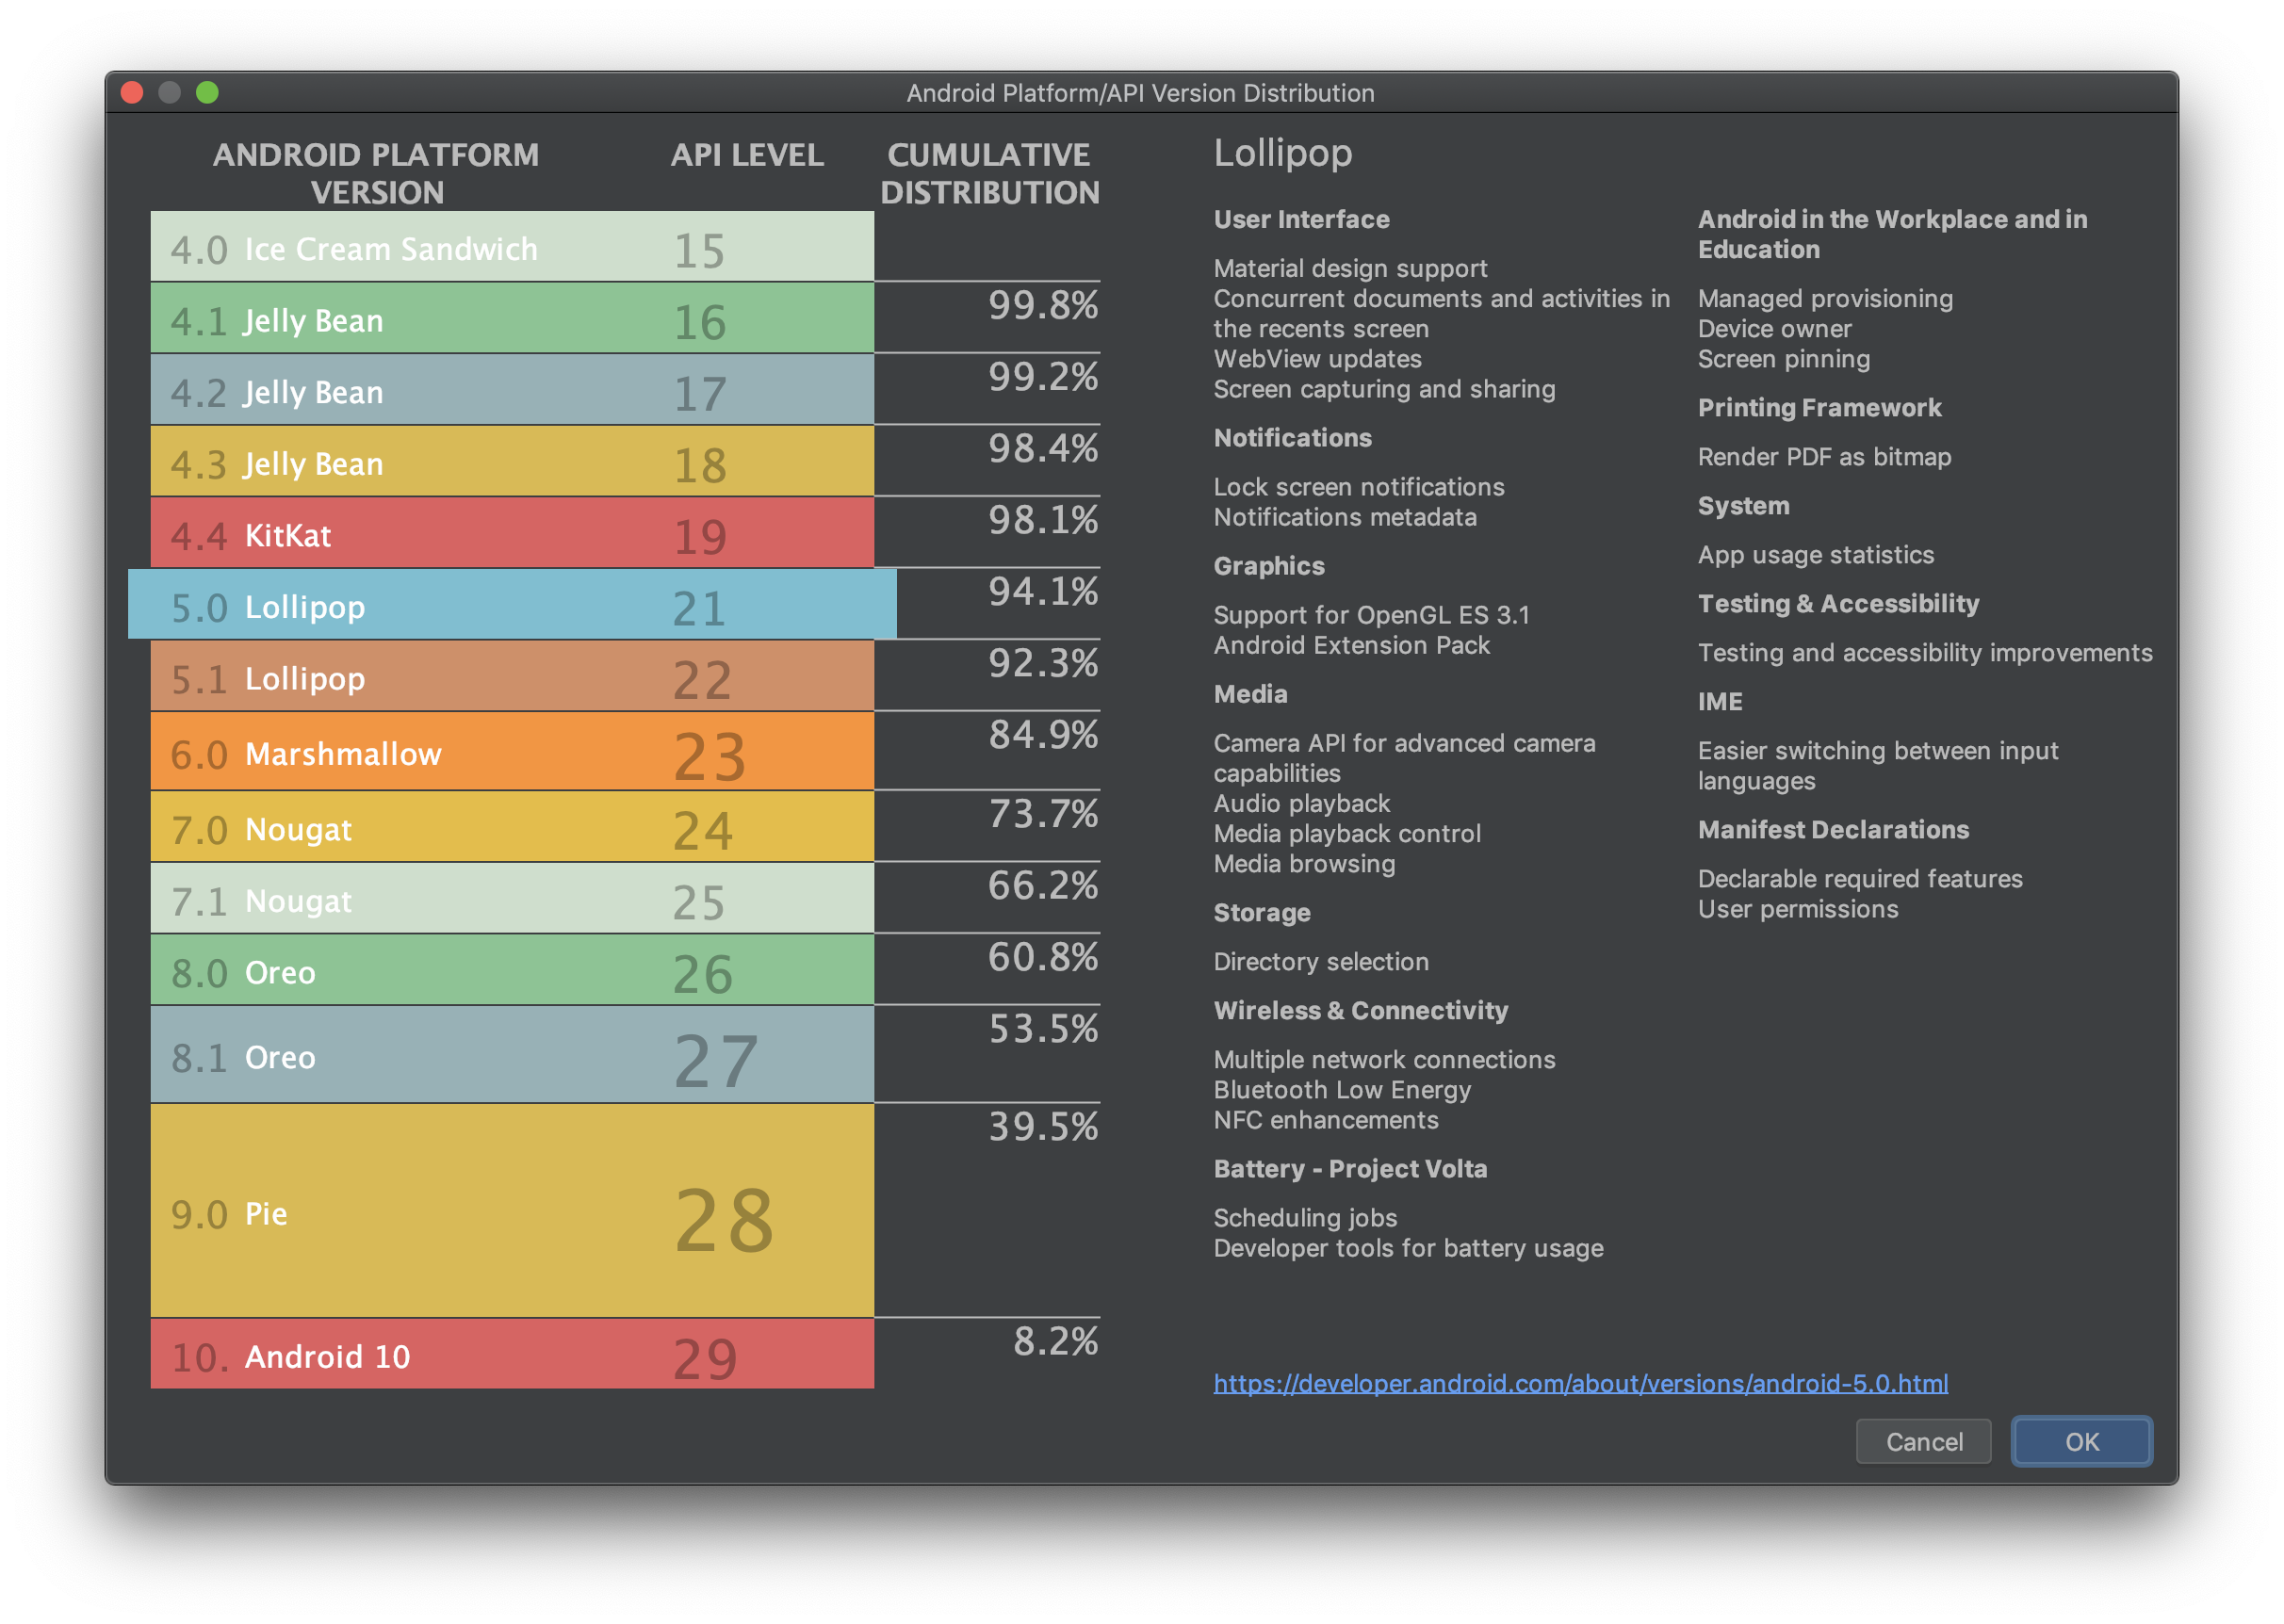 Android Platform/API Version Distribution
ANDROID PLATFORM
VERSION
API LEVEL
CUMULATIVE
DISTRIBUTION
4.0 Ice Cream Sandwich 15
99.8%
4.1 Jelly Bean 16
99.2%
4.2 Jelly Bean 17
98.4%
4.3 Jelly Bean 18
98.1%
4.4 KitKat 19
94.1%
5.0 Lollipop 21
92.3%
5.1 Lollipop 22
84.9%
6.0 Marshmallow 23
73.7%
7.0 Nougat 24
66.2%
7.1 Nougat 25
60.8%
8.0 Oreo 26
53.5%
8.1 Oreo 27
39.5%
9.0 Pie 28
8.2%
10. Android 10 29
Lollipop
User Interface
Material design support
Concurrent documents and activities in
the recents screen
WebView updates
Screen capturing and sharing
Notifications
Lock screen notifications
Notifications metadata
Graphics
Support for OpenGL ES 3.1
Android Extension Pack
Media
Camera API for advanced camera
capabilities
Audio playback
Media playback control
Media browsing
Storage
Directory selection
Wireless & Connectivity
Multiple network connections
Bluetooth Low Energy
NFC enhancements
Battery - Project Volta
Scheduling jobs
Developer tools for battery usage
Android in the Workplace and in
Education
Managed provisioning
Device owner
Screen pinning
Printing Framework
Render PDF as bitmap
System
App usage statistics
Testing & Accessibility
Testing and accessibility improvements
IME
Easier switching between input
languages
Manifest Declarations
Declarable required features
User permissions
https://developer.android.com/about/versions/android-5.0.html
Cancel
OK